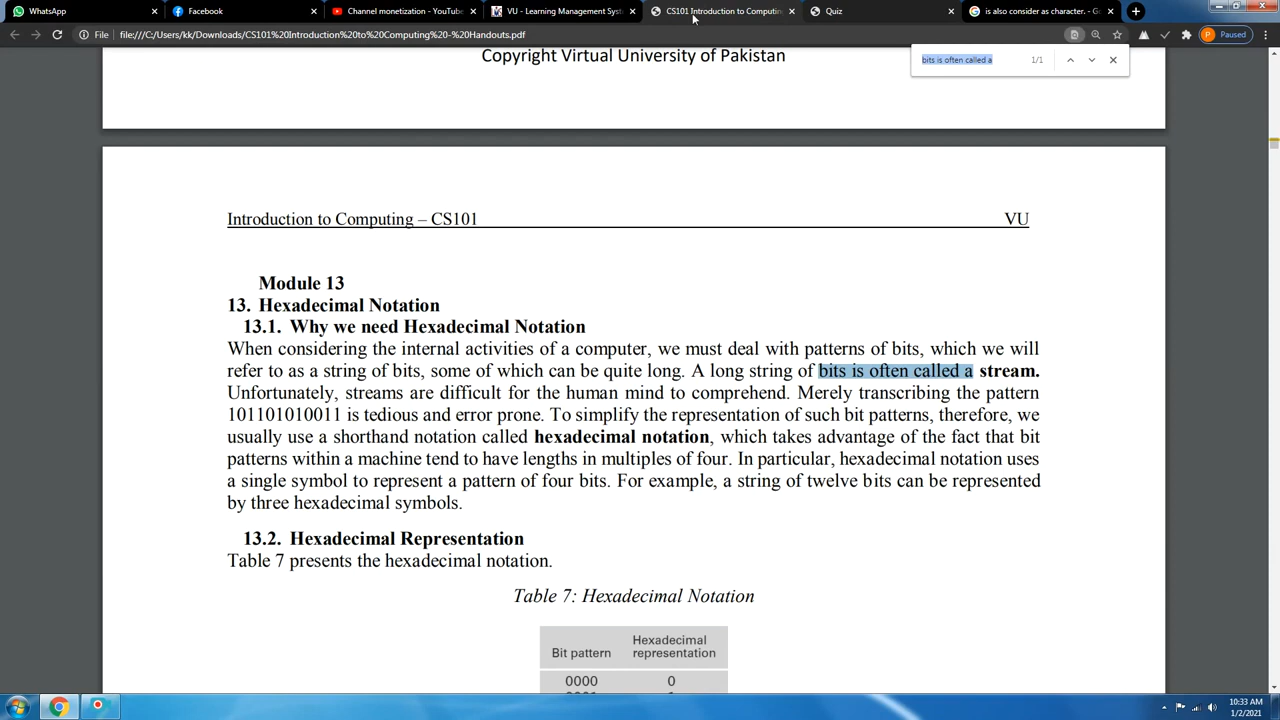 WhatsApp
Facebook
Channel monetization - YouTube
VU - Learning Management Syst
CS101 Introduction to Computing
Quiz
is also consider as character. - Go
File
file:///C:/Users/kk/Downloads/CS101%20Introduction%20to%20Computing%20-%20Handouts.pdf
P Paused
bits is often called a 1/1
Copyright Virtual University of Pakistan
Introduction to Computing – CS101 VU
Module 13
13. Hexadecimal Notation
13.1. Why we need Hexadecimal Notation
When considering the internal activities of a computer, we must deal with patterns of bits, which we will
refer to as a string of bits, some of which can be quite long. A long string of bits is often called a stream.
Unfortunately, streams are difficult for the human mind to comprehend. Merely transcribing the pattern
101101010011 is tedious and error prone. To simplify the representation of such bit patterns, therefore, we
usually use a shorthand notation called hexadecimal notation, which takes advantage of the fact that bit
patterns within a machine tend to have lengths in multiples of four. In particular, hexadecimal notation uses
a single symbol to represent a pattern of four bits. For example, a string of twelve bits can be represented
by three hexadecimal symbols.
13.2. Hexadecimal Representation
Table 7 presents the hexadecimal notation.
Table 7: Hexadecimal Notation
Hexadecimal
Bit pattern representation
0000 0
10:33 AM
1/2/2021